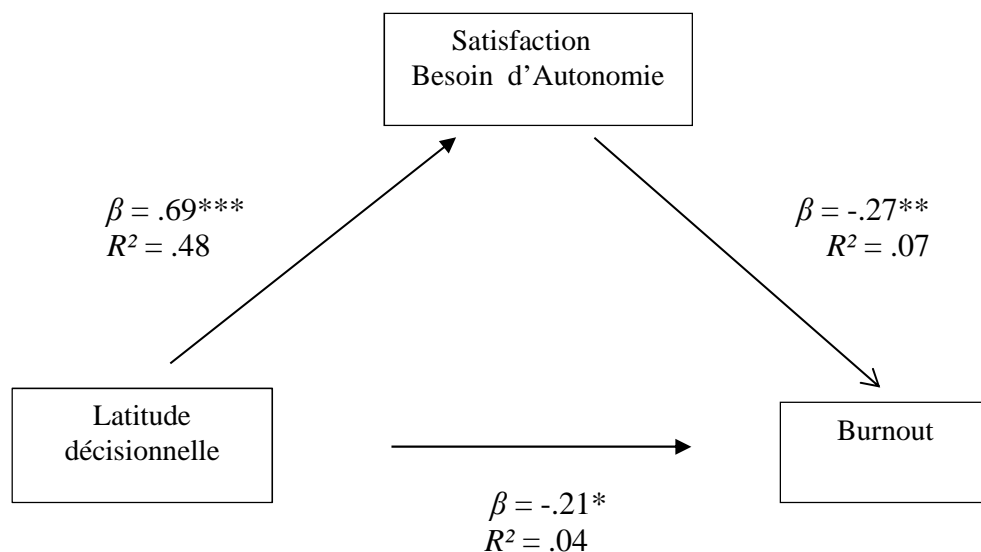 Satisfaction
Besoin d’Autonomie
β = .69***
R² = .48
β = -.27**
R² = .07
Latitude
décisionnelle
Burnout
β = -.21*
R² = .04